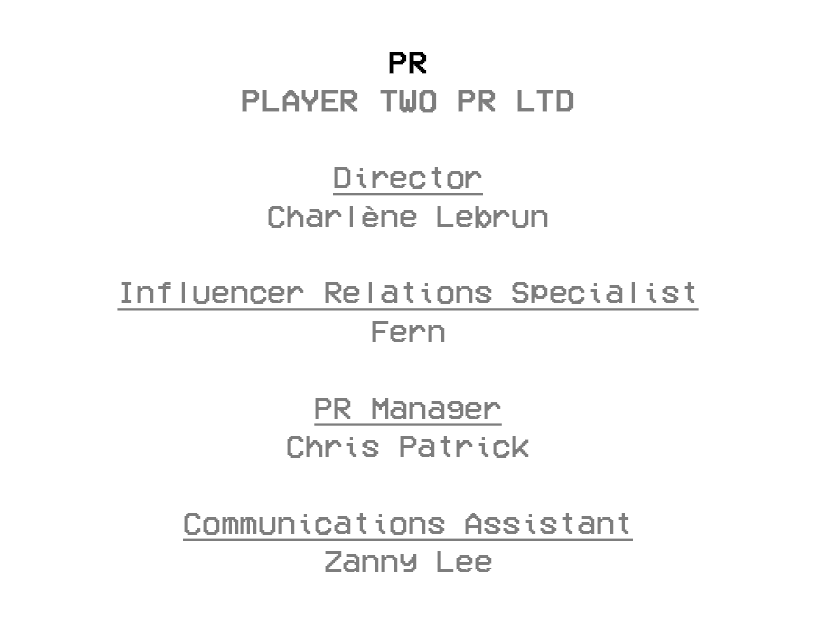 PR
PLAYER TWO PR LTD
Director
Charlène Lebrun
Influencer Relations Specialist
Fern
PR Manager
Chris Patrick
Communications Assistant
Zanny Lee